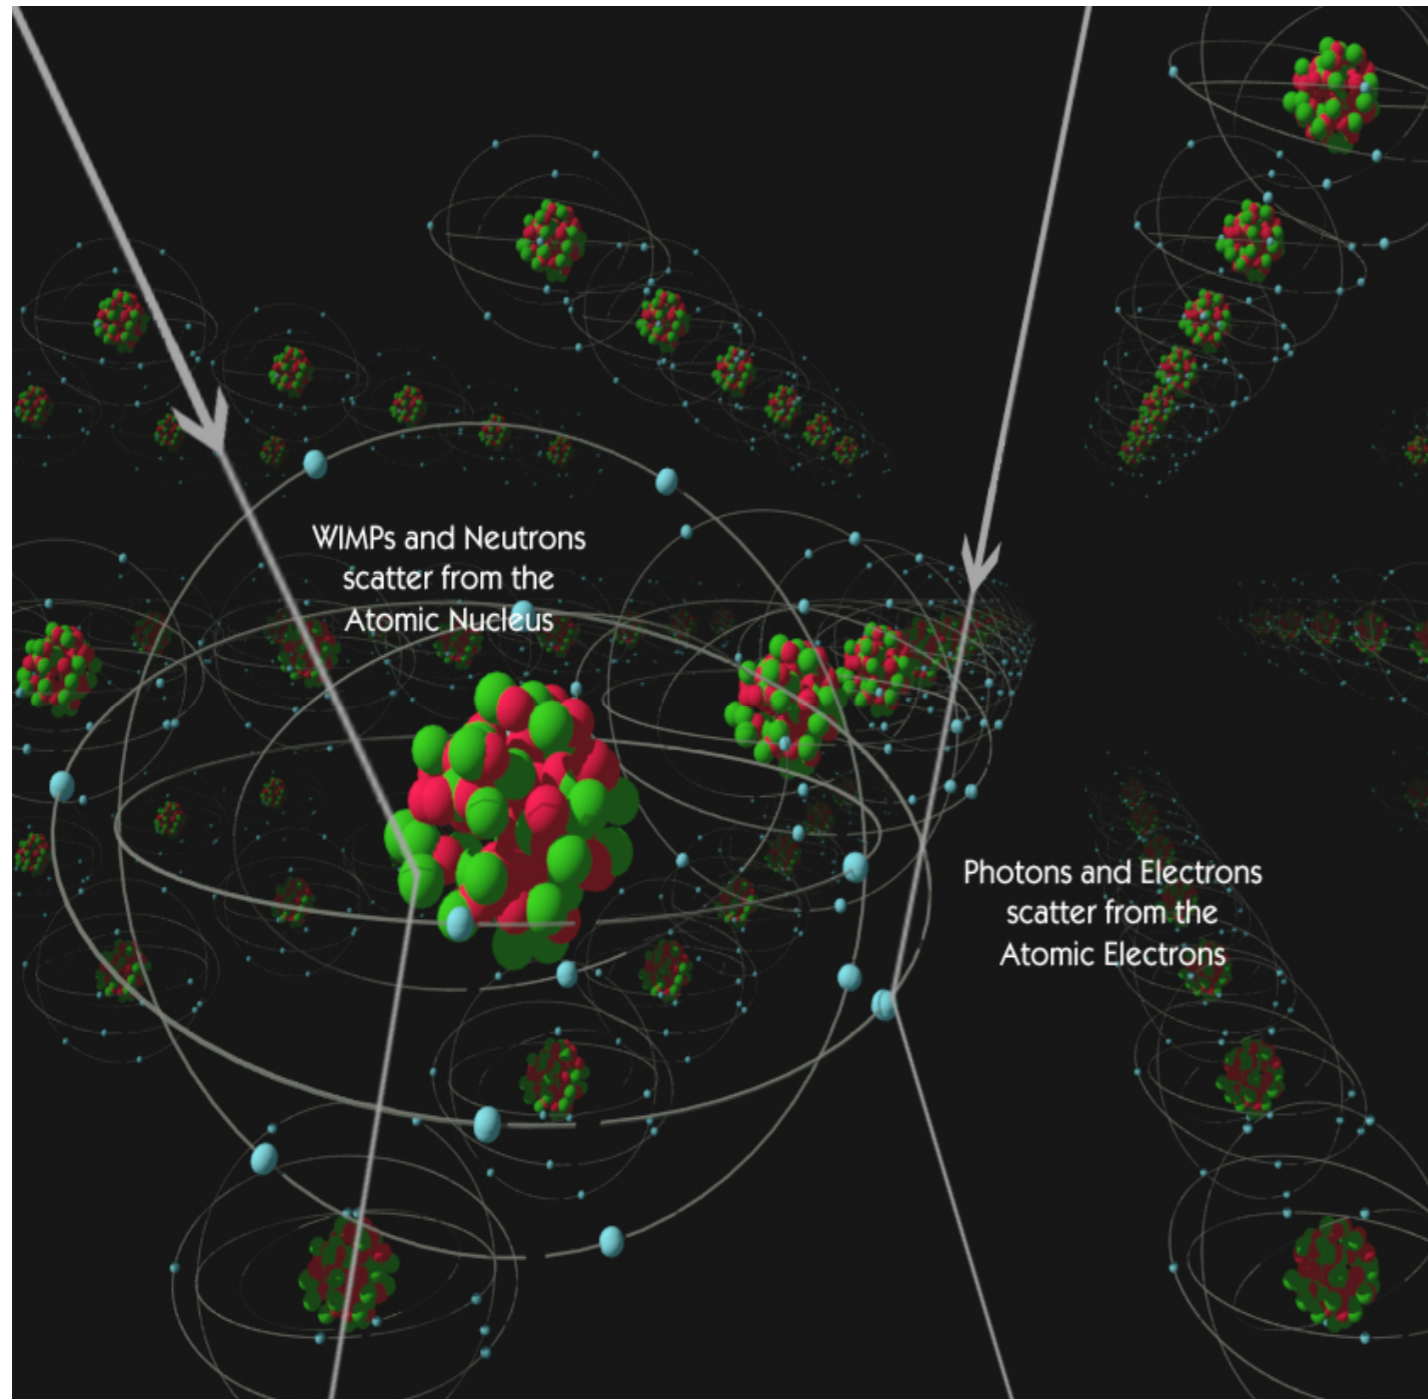 WIMPs and Neutrons
scatter from the
Atomic Nucleus
Photons and Electrons
scatter from the
Atomic Electrons